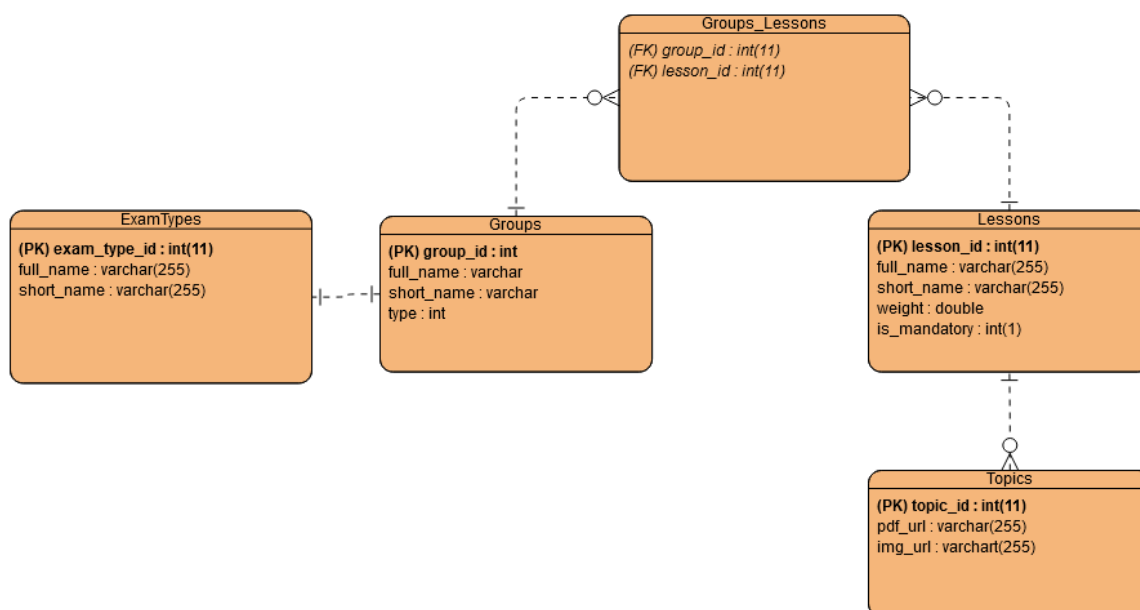 Groups_Lessons
(FK) group_id : int(11)
(FK) lesson_id : int(11)
ExamTypes
(PK) exam_type_id : int(11)
full_name : varchar(255)
short_name : varchar(255)
Groups
(PK) group_id : int
full_name : varchar
short_name : varchar
type : int
Lessons
(PK) lesson_id : int(11)
full_name : varchar(255)
short_name : varchar(255)
weight : double
is_mandatory : int(1)
Topics
(PK) topic_id : int(11)
pdf_url : varchar(255)
img_url : varchart(255)